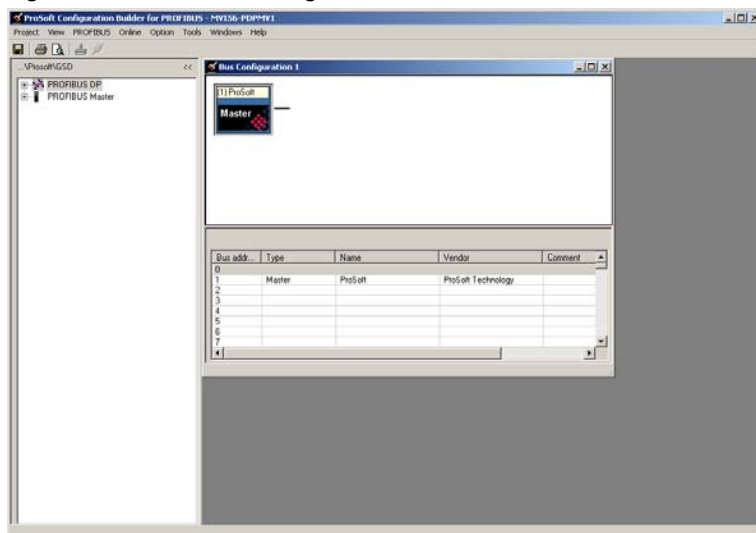 ProSoft Configuration Builder for PROFIBUS - MV156-PDPMV1
Project View PROFIBUS Online Option Tools Windows Help
...\Prosoft\GSD <<
PROFIBUS DP
PROFIBUS Master
Bus Configuration 1
[1] ProSoft
Master
Bus addr... Type Name Vendor Comment
0
1 Master ProSoft ProSoft Technology
2
3
4
5
6
7